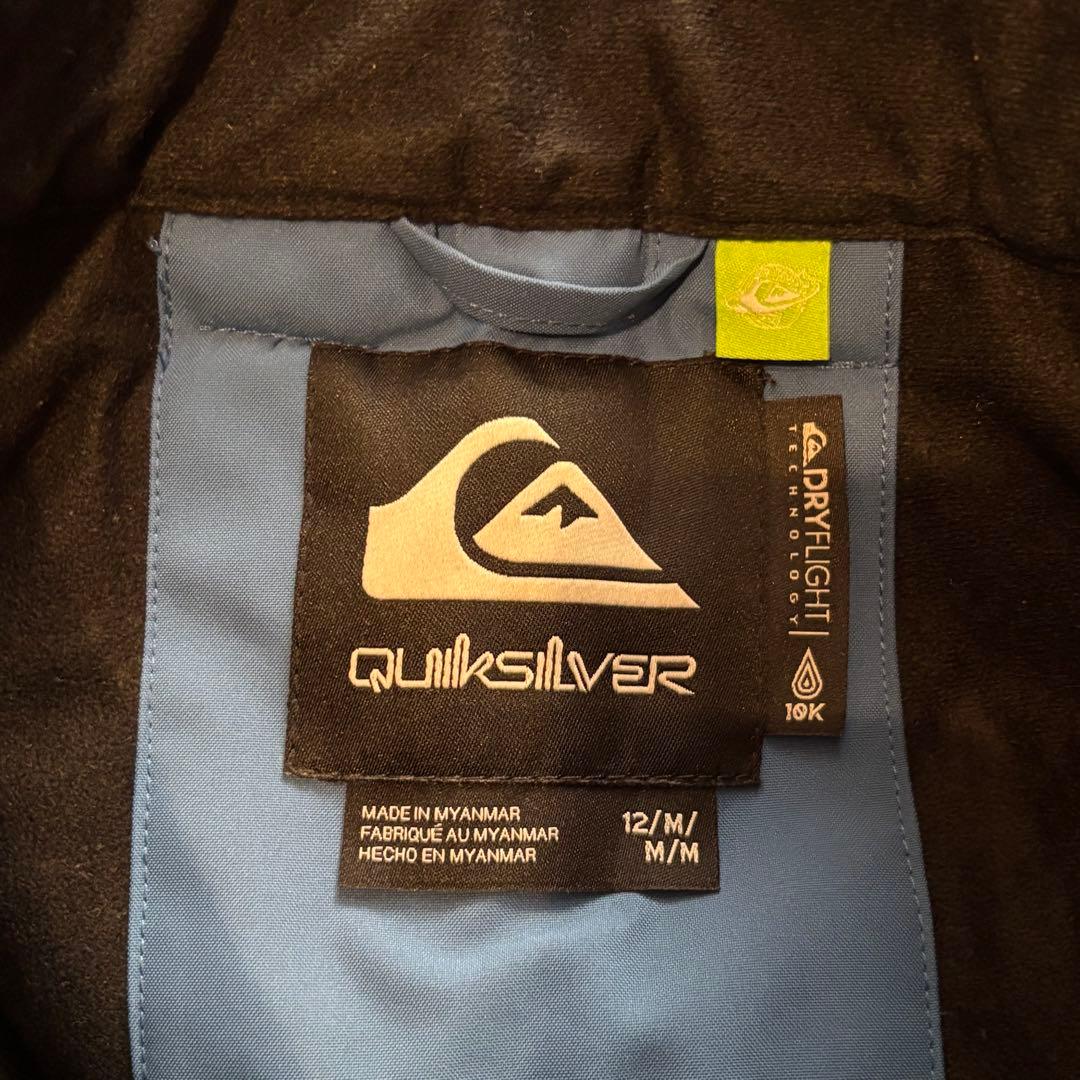 QUIKSILVER
DRYFLIGHT
TECHNOLOGY
10K
MADE IN MYANMAR
FABRIQUÉ AU MYANMAR
HECHO EN MYANMAR
12/M/
M/M